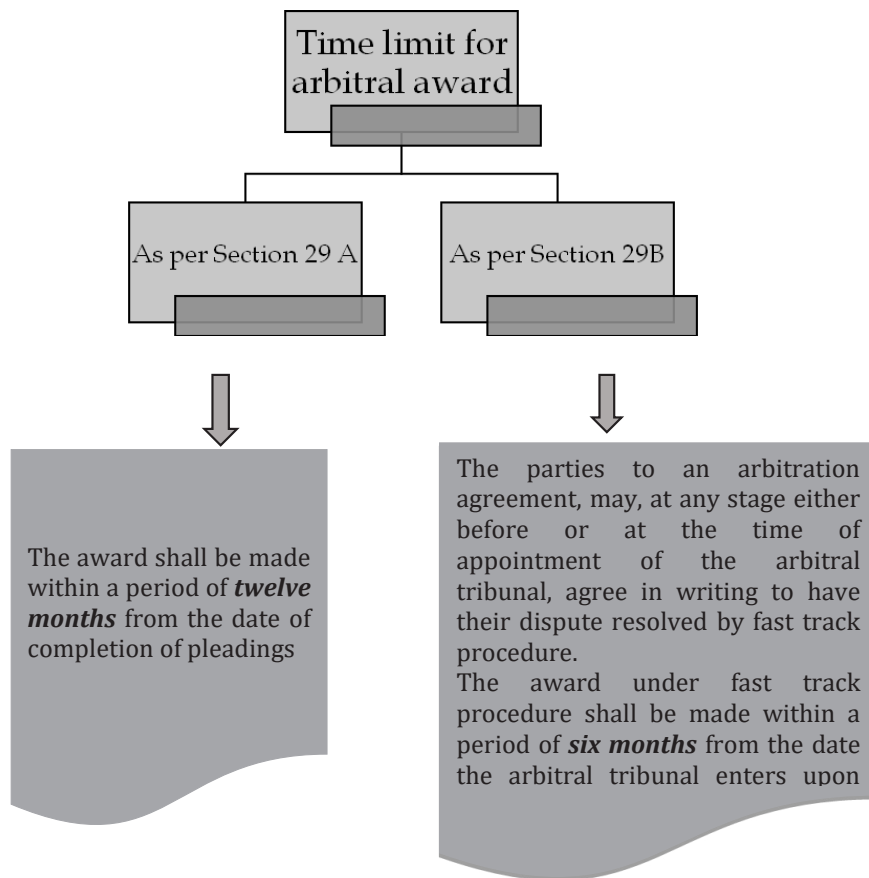 Time limit for
arbitral award
As per Section 29 A
As per Section 29B
The award shall be made
within a period of twelve
months from the date of
completion of pleadings
The parties to an arbitration
agreement, may, at any stage either
before or at the time of
appointment of the arbitral
tribunal, agree in writing to have
their dispute resolved by fast track
procedure.
The award under fast track
procedure shall be made within a
period of six months from the date
the arbitral tribunal enters upon